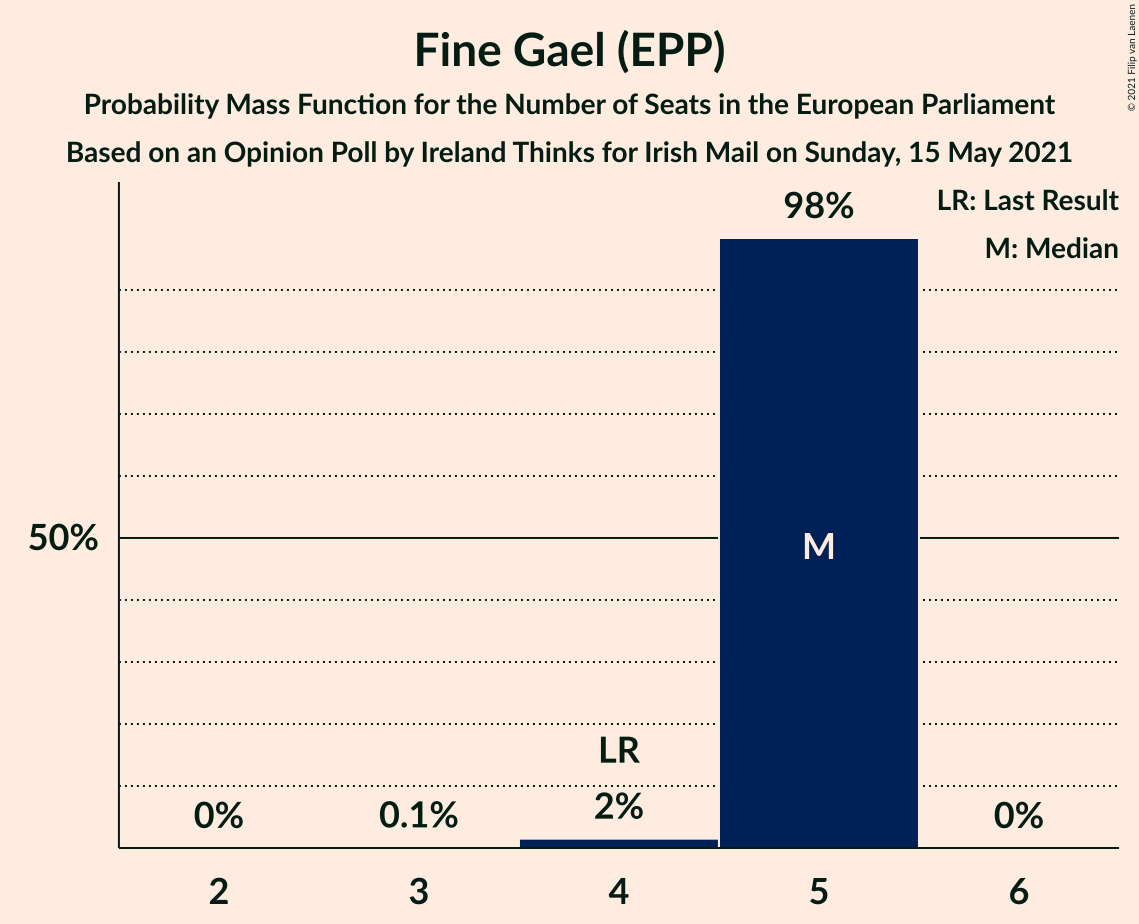 Fine Gael (EPP)
Probability Mass Function for the Number of Seats in the European Parliament
Based on an Opinion Poll by Ireland Thinks for Irish Mail on Sunday, 15 May 2021
© 2021 Filip van Laenen
LR: Last Result
M: Median
98%
50%
M
LR
0%
0.1%
2%
0%
2
3
4
5
6